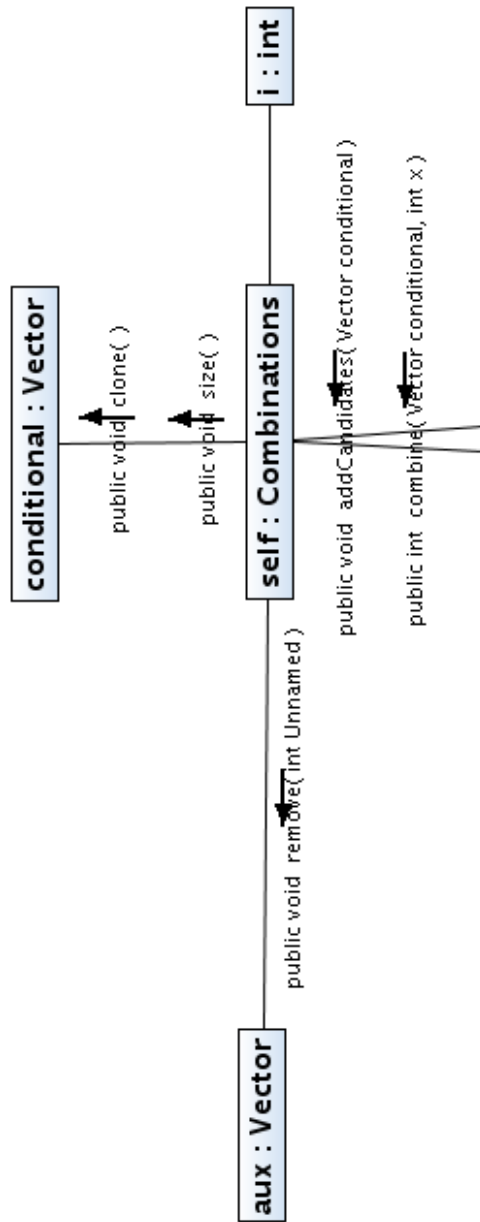 conditional : Vector
public void clone( )
public void size( )
self : Combinations
i : int
aux : Vector
public void remove( int Unnamed )
public void addCandidates( Vector conditional )
public int combine( Vector conditional, int x )